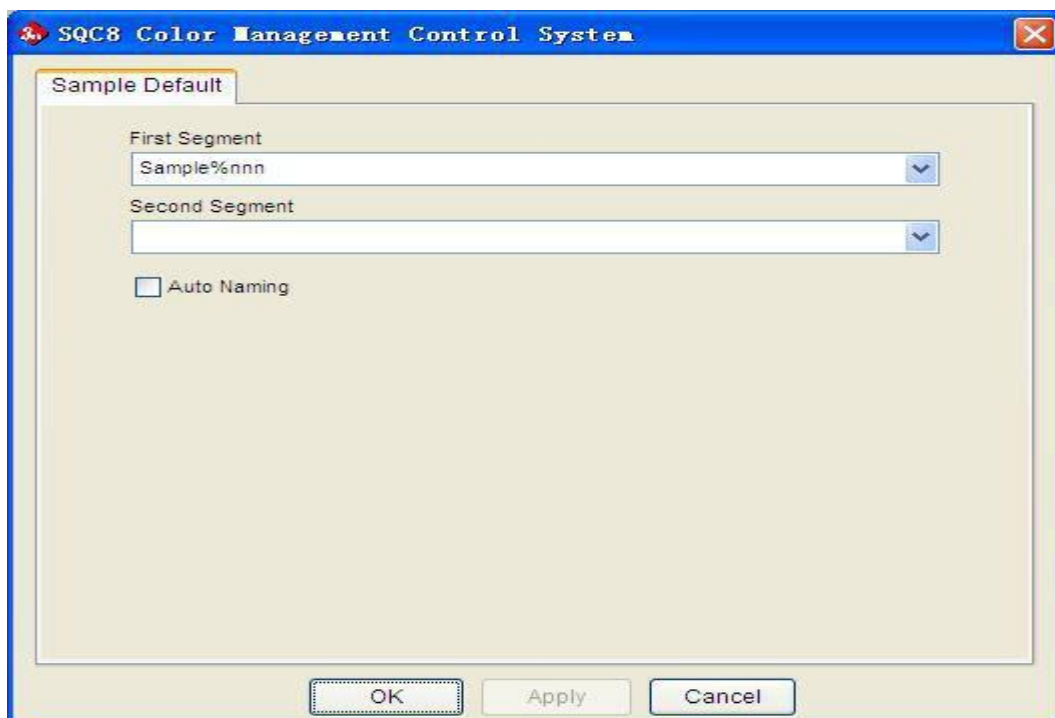 SQC8 Color Management Control System
Sample Default
First Segment
Sample%nnn
Second Segment
Auto Naming
OK Apply Cancel